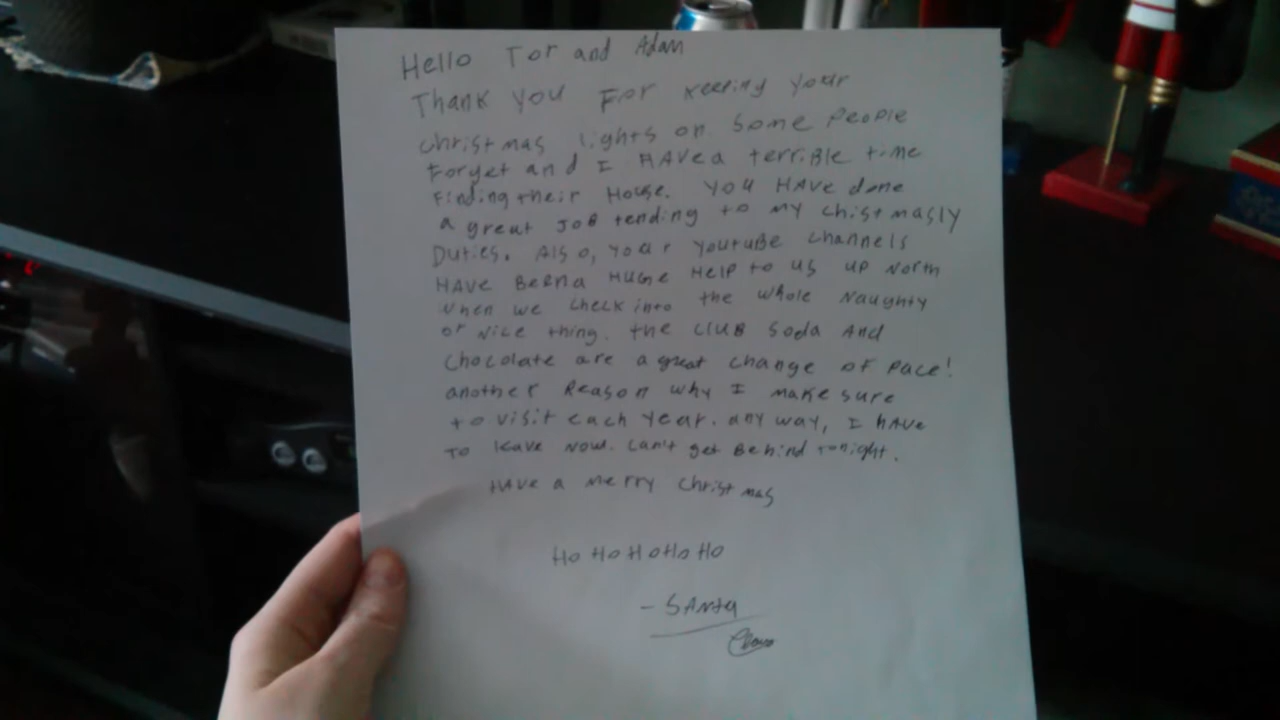 Hello Tor and Adam
Thank you For keeping your
christmas lights on. Some People
Forget and I HAVE a terrible time
Finding their House. You HAVE done
a great Job tending to my chistmasly
Duties. Also, your youtube channels
HAVE Been a HUGE HELP to us up North
when we check into the whole Naughty
or Nice thing. the CLUB Soda And
Chocolate are a great change of pace!
another Reason why I make sure
to visit each year. any way, I HAVE
To leave Now. Can't get Behind Tonight.
HAVE a merry Christmas
Ho Ho Ho Ho Ho
- SANTA
Claus